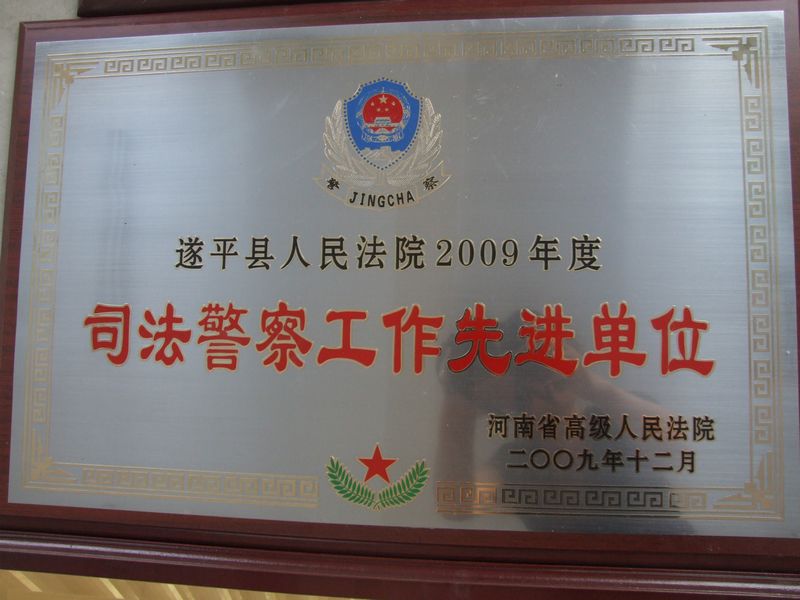 警 JINGCHA 察
遂平县人民法院2009年度
司法警察工作先进单位
河南省高级人民法院
二〇〇九年十二月